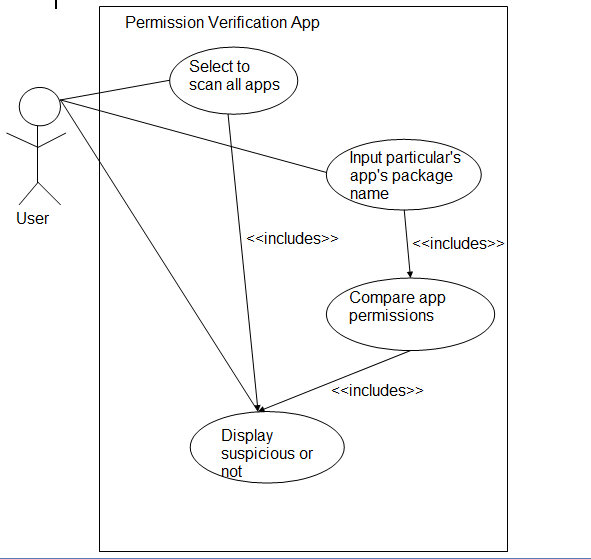 Permission Verification App
Select to
scan all apps
Input particular's
app's package
name
User
<<includes>>
<<includes>>
Compare app
permissions
<<includes>>
Display
suspicious or
not